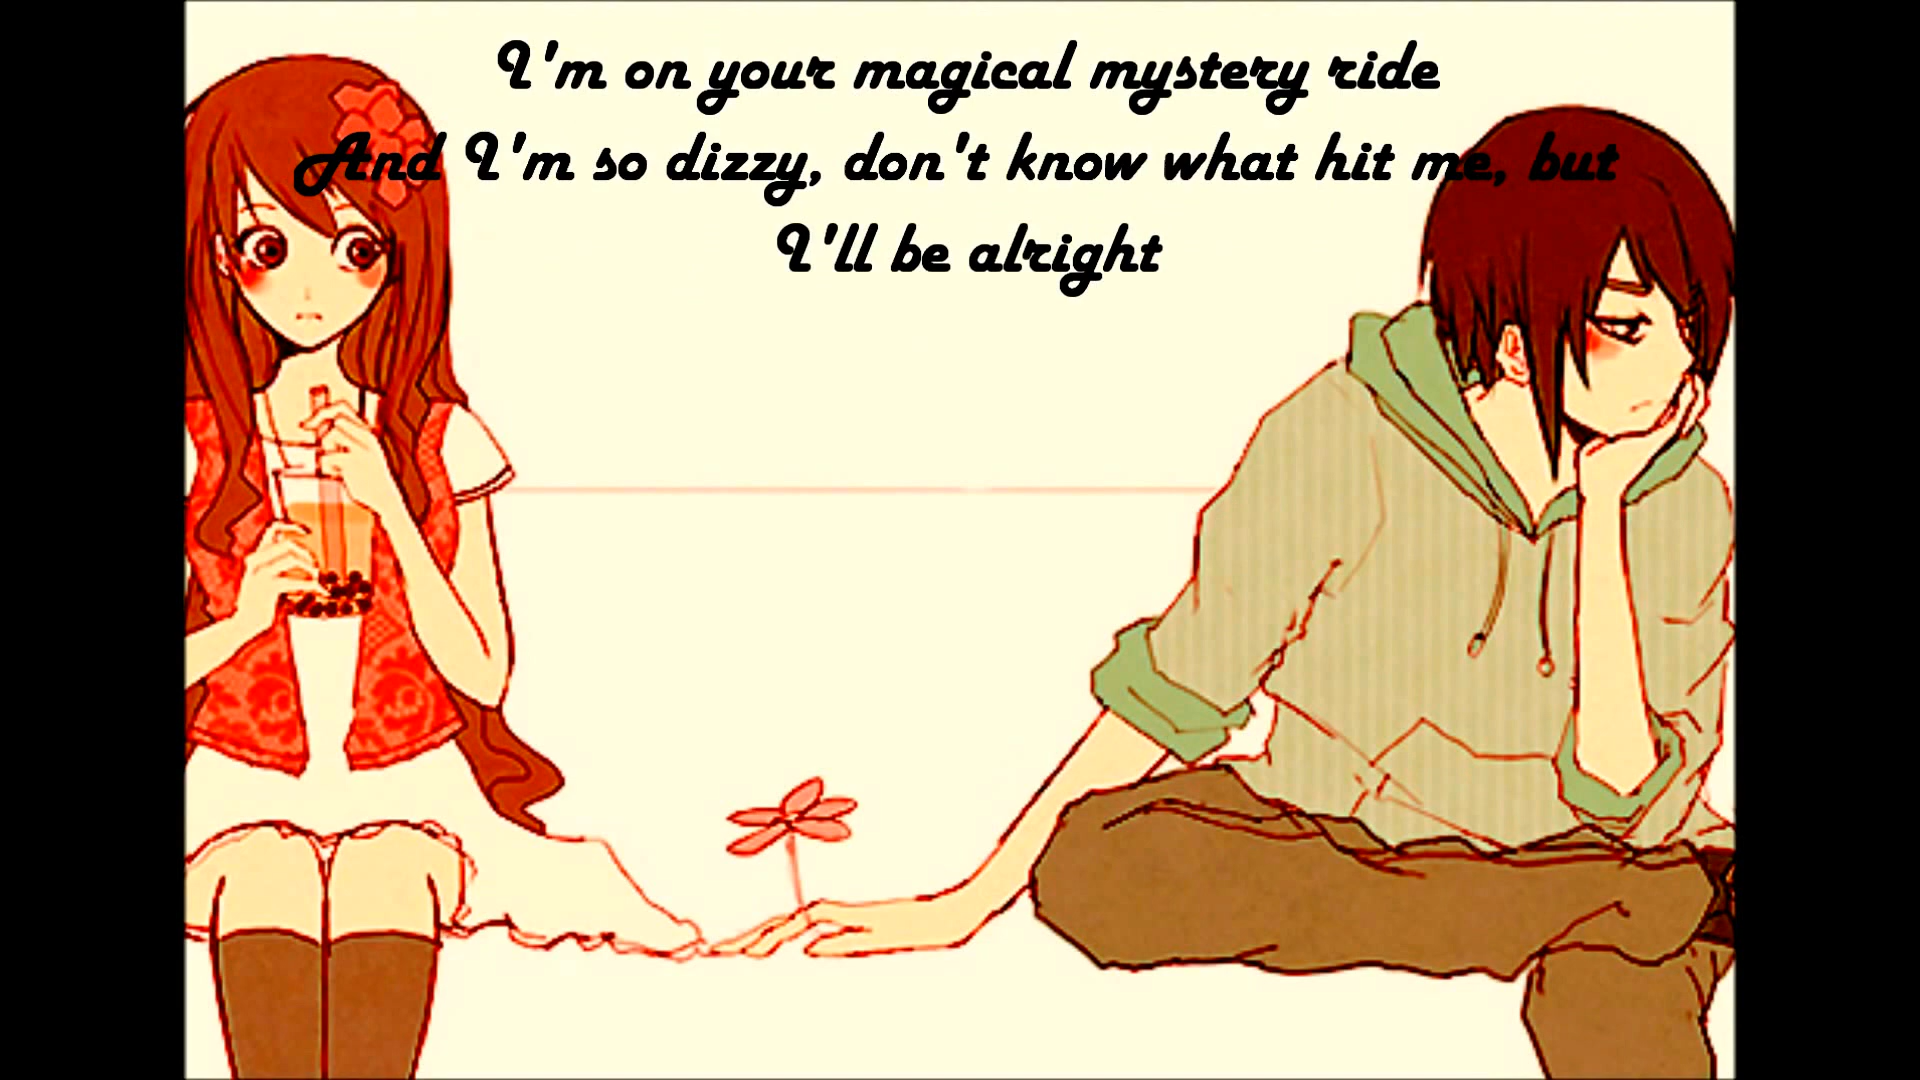 I'm on your magical mystery ride
And I'm so dizzy, don't know what hit me, but
I'll be alright